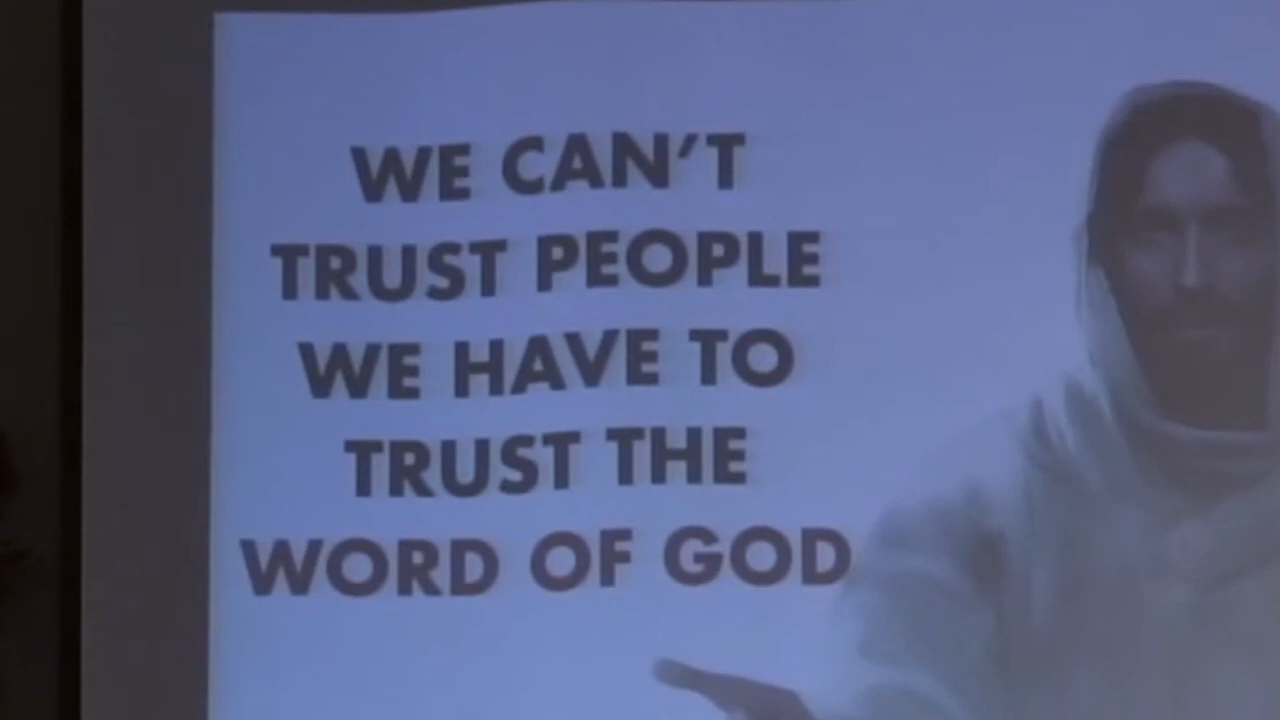 WE CAN'T
TRUST PEOPLE
WE HAVE TO
TRUST THE
WORD OF GOD